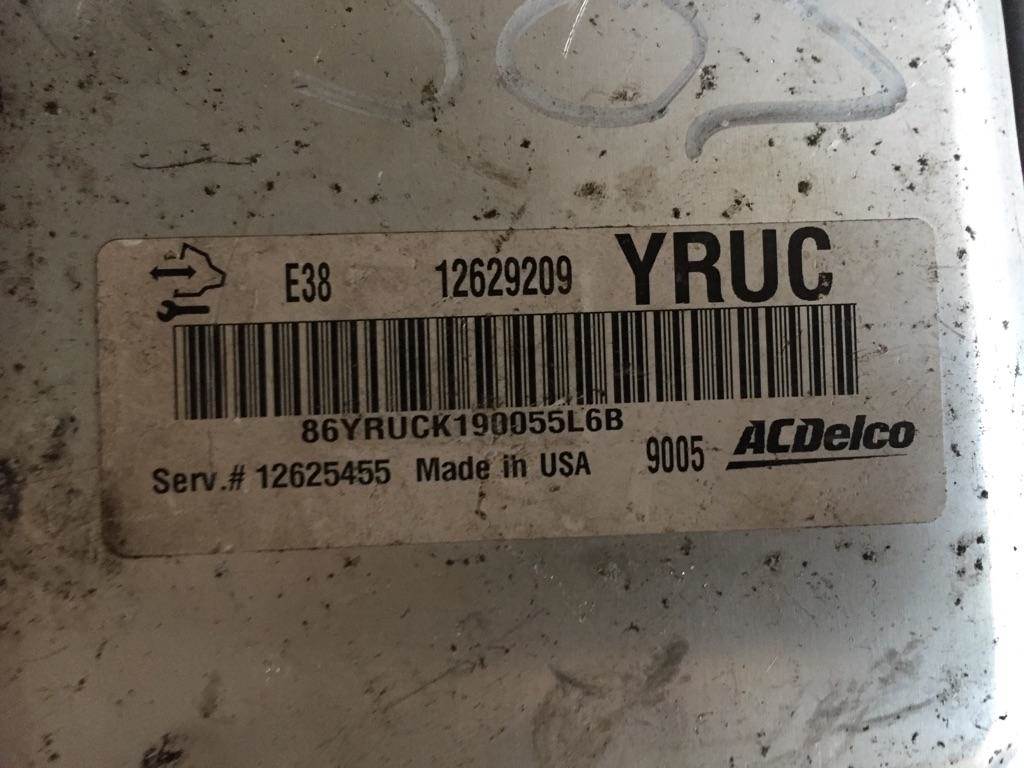 E38 12629209 YRUC
86YRUCK190055L6B
Serv.# 12625455 Made in USA 9005 ACDelco